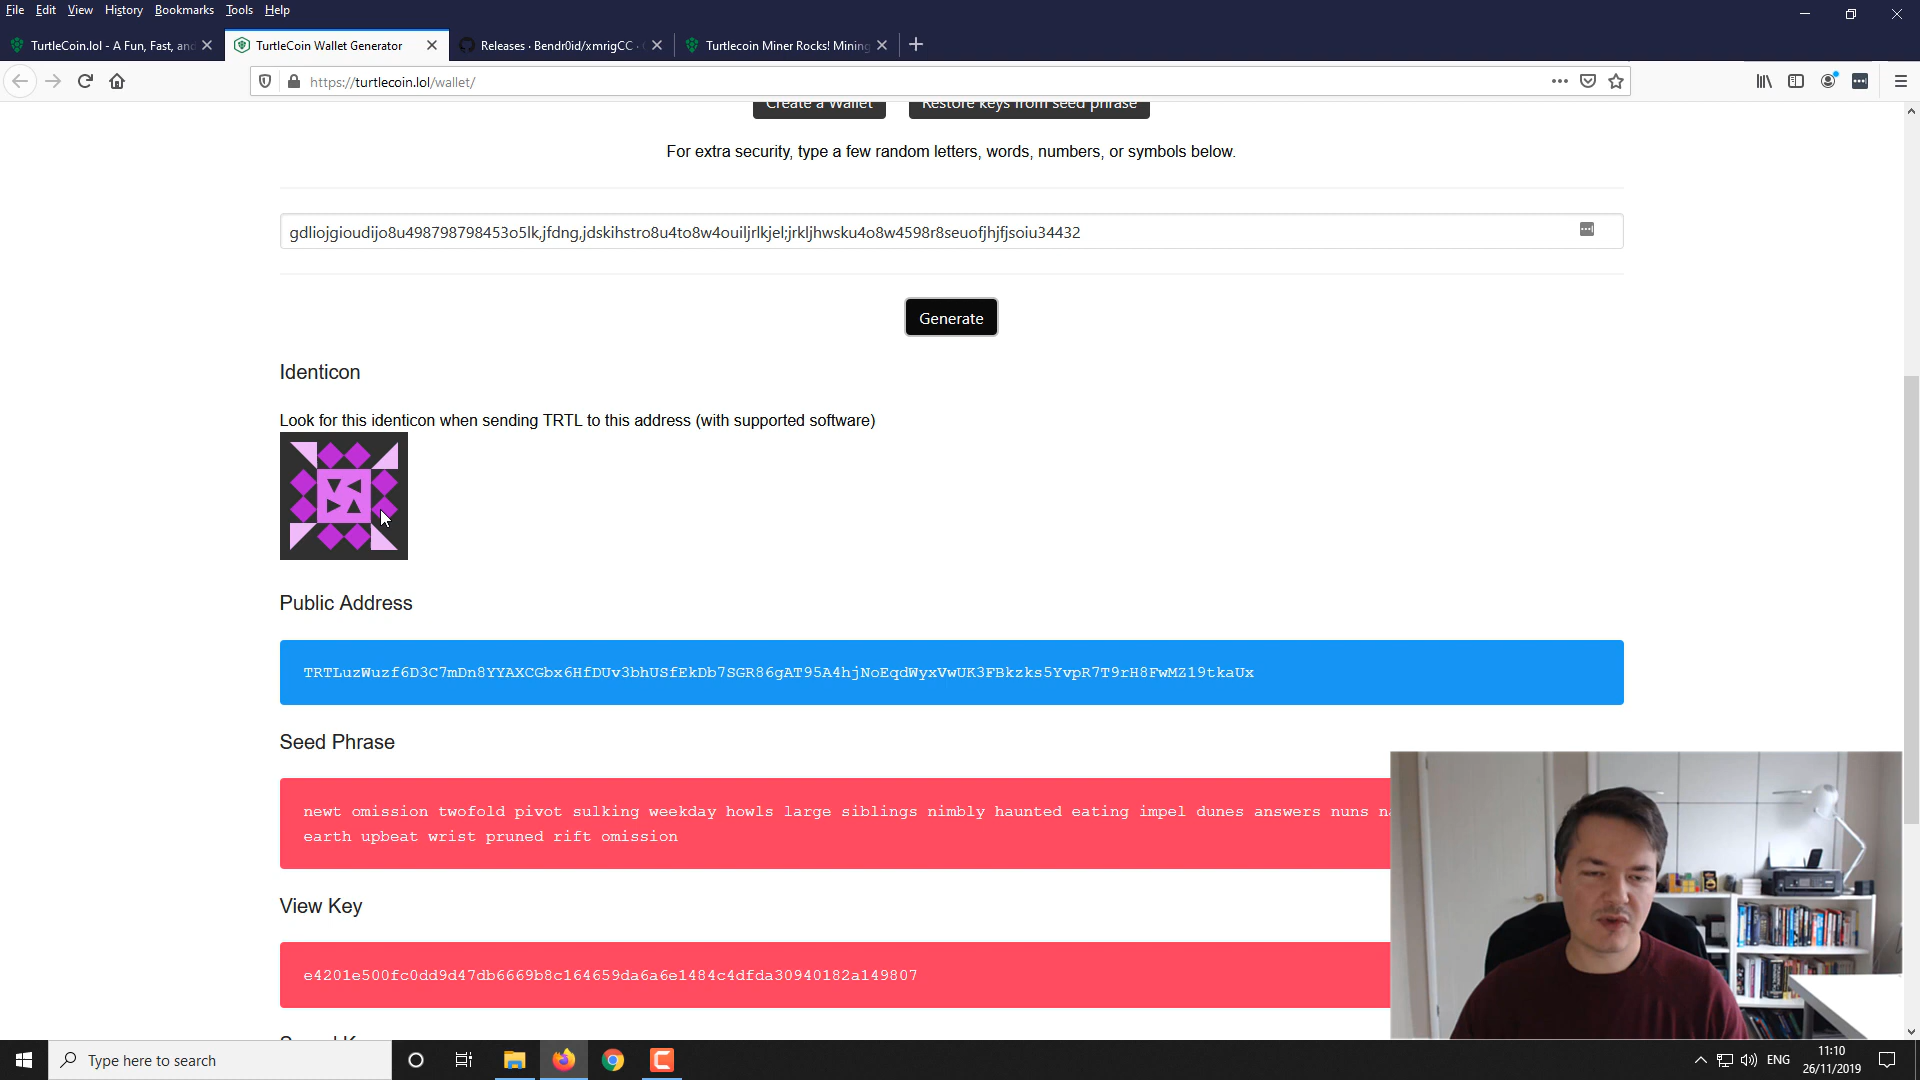 File Edit View History Bookmarks Tools Help
TurtleCoin.lol - A Fun, Fast, and
TurtleCoin Wallet Generator
Releases · Bendr0id/xmrigCC ·
Turtlecoin Miner Rocks! Mining
https://turtlecoin.lol/wallet/
Create a Wallet
Restore keys from seed phrase
For extra security, type a few random letters, words, numbers, or symbols below.
gdliojgioudijo8u498798798453o5lk,jfdng,jdskihstro8u4to8w4ouiljrlkjel;jrkljhwsku4o8w4598r8seuofjhjfjsoiu34432
Generate
Identicon
Look for this identicon when sending TRTL to this address (with supported software)
Public Address
TRTLuzWuzf6D3C7mDn8YYAXCGbx6HfDUv3bhUSfEkDb7SGR86gAT95A4hjNoEqdWyxVwUK3FBkzks5YvpR7T9rH8FwMZ19tkaUx
Seed Phrase
newt omission twofold pivot sulking weekday howls large siblings nimbly haunted eating impel dunes answers nuns
earth upbeat wrist pruned rift omission
View Key
e4201e500fc0dd9d47db6669b8c164659da6a6e1484c4dfda30940182a149807
Type here to search
ENG
11:10
26/11/2019